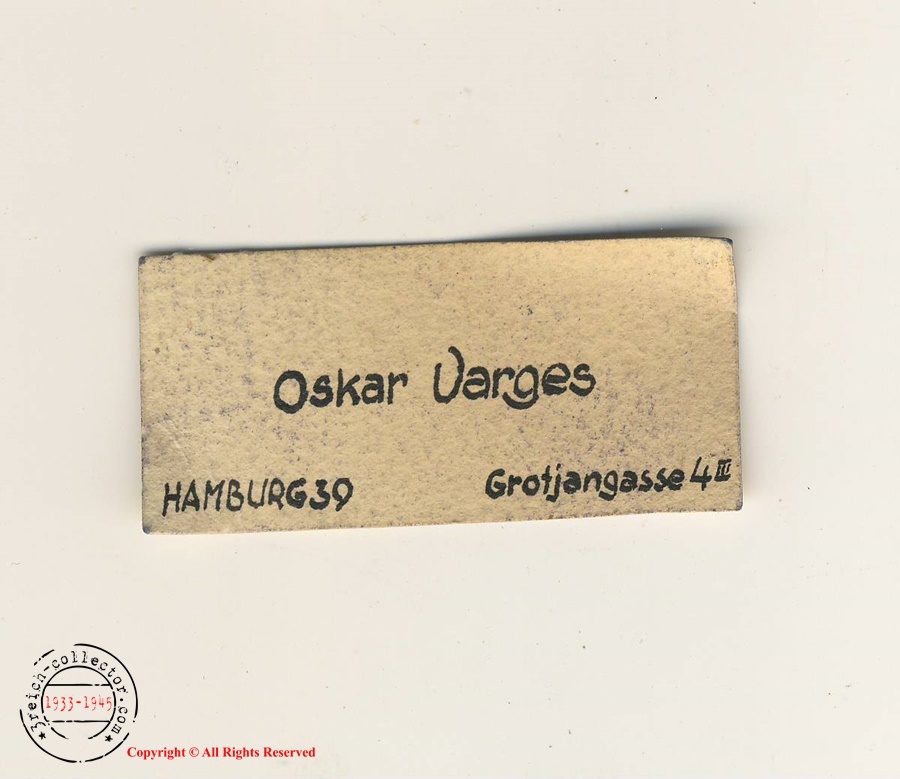 Oskar Varges
HAMBURG39 Grotjangasse 4 III
★ 3reich-collector.com ★
1933-1945
Copyright © All Rights Reserved